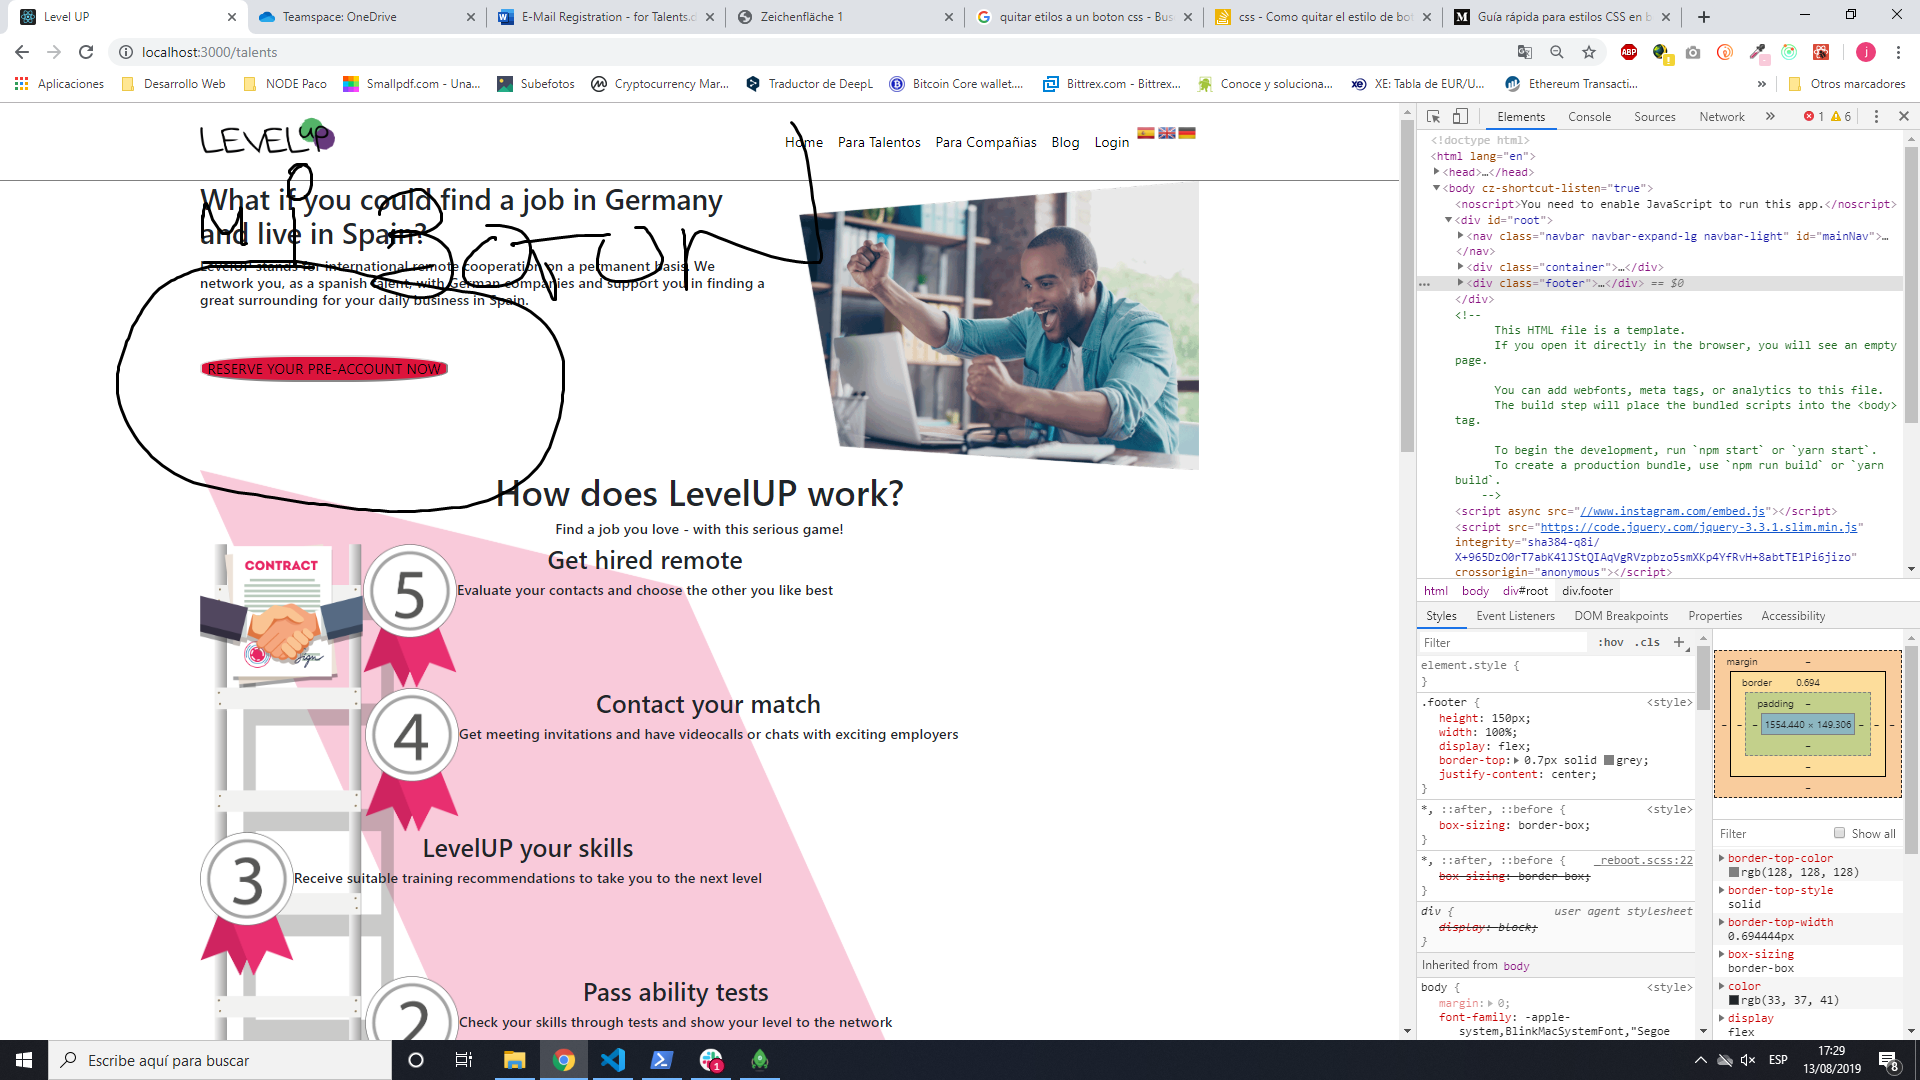 Level UP
Teamspace: OneDrive
E-Mail Registration - for Talents.d
Zeichenfläche 1
quitar etilos a un boton css - Bus
css - Como quitar el estilo de bot
Guía rápida para estilos CSS en b
localhost:3000/talents
Aplicaciones
Desarrollo Web
NODE Paco
Smallpdf.com - Una...
Subefotos
Cryptocurrency Mar...
Traductor de DeepL
Bitcoin Core wallet....
Bittrex.com - Bittrex...
Conoce y soluciona...
XE: Tabla de EUR/U...
Ethereum Transacti...
Otros marcadores
LEVELUP
Home Para Talentos Para Compañias Blog Login
What if you could find a job in Germany
and live in Spain?
LevelUP stands for international remote cooperation on a permanent basis. We
network you, as a spanish talent, with German companies and support you in finding a
great surrounding for your daily business in Spain.
Mi Boton
RESERVE YOUR PRE-ACCOUNT NOW
How does LevelUP work?
Find a job you love - with this serious game!
CONTRACT
Sign
5
Get hired remote
Evaluate your contacts and choose the other you like best
4
Contact your match
Get meeting invitations and have videocalls or chats with exciting employers
3
LevelUP your skills
Receive suitable training recommendations to take you to the next level
2
Pass ability tests
Check your skills through tests and show your level to the network
Elements Console Sources Network » 1 6
<!doctype html>
<html lang="en">
<head>…</head>
<body cz-shortcut-listen="true">
<noscript>You need to enable JavaScript to run this app.</noscript>
<div id="root">
<nav class="navbar navbar-expand-lg navbar-light" id="mainNav">…
</nav>
<div class="container">…</div>
<div class="footer">…</div> == $0
</div>
<!--
This HTML file is a template.
If you open it directly in the browser, you will see an empty
page.
You can add webfonts, meta tags, or analytics to this file.
The build step will place the bundled scripts into the <body>
tag.
To begin the development, run `npm start` or `yarn start`.
To create a production bundle, use `npm run build` or `yarn
build`.
-->
<script async src="//www.instagram.com/embed.js"></script>
<script src="https://code.jquery.com/jquery-3.3.1.slim.min.js"
integrity="sha384-q8i/
X+965DzO0rT7abK41JStQIAqVgRVzpbzo5smXKp4YfRvH+8abtTE1Pi6jizo"
crossorigin="anonymous"></script>
html body div#root div.footer
Styles Event Listeners DOM Breakpoints Properties Accessibility
Filter :hov .cls +
element.style {
}
.footer { <style>
height: 150px;
width: 100%;
display: flex;
border-top: 0.7px solid grey;
justify-content: center;
}
*, ::after, ::before { <style>
box-sizing: border-box;
}
*, ::after, ::before { _reboot.scss:22
box-sizing: border-box;
}
div { user agent stylesheet
display: block;
}
Inherited from body
body { <style>
margin: 0;
font-family: -apple-
system,BlinkMacSystemFont,"Segoe
margin –
border 0.694
padding –
– – – 1554.440 × 149.306 – – –
–
–
–
Filter Show all
border-top-color
rgb(128, 128, 128)
border-top-style
solid
border-top-width
0.694444px
box-sizing
border-box
color
rgb(33, 37, 41)
display
flex
Escribe aquí para buscar
1
ESP
17:29
13/08/2019
8